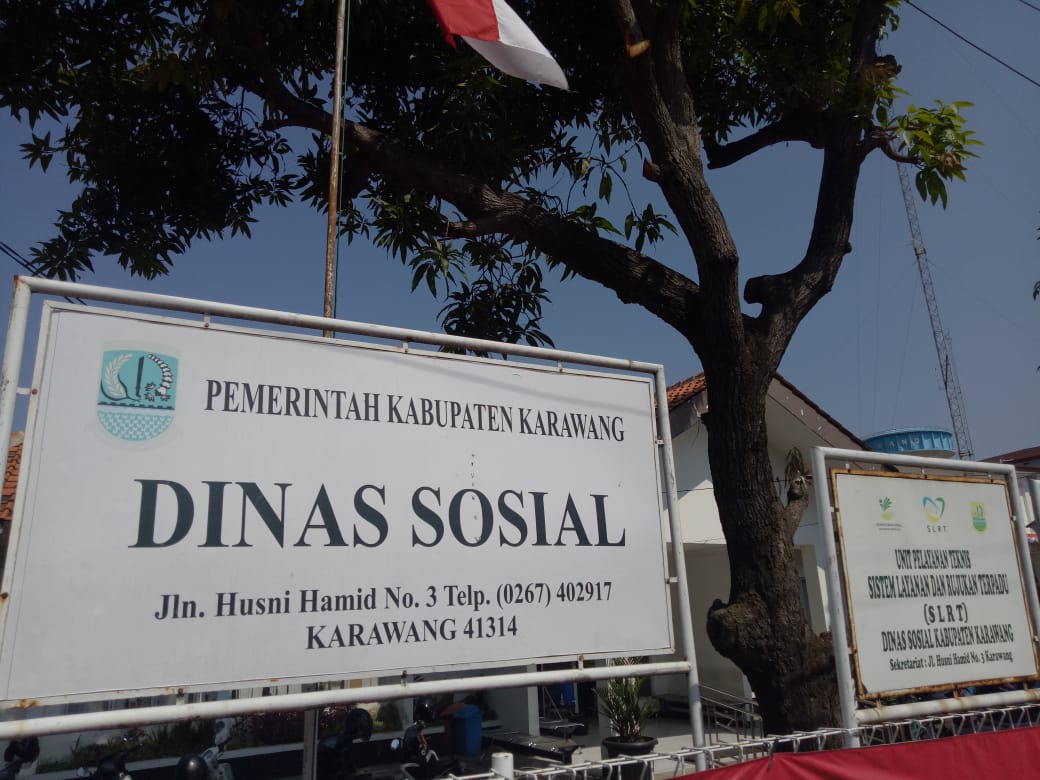 PEMERINTAH KABUPATEN KARAWANG
DINAS SOSIAL
Jln. Husni Hamid No. 3 Telp. (0267) 402917
KARAWANG 41314
SLRT
UNIT PELAYANAN TEKNIS
SISTEM LAYANAN DAN RUJUKAN TERPADU
(SLRT)
DINAS SOSIAL KABUPATEN KARAWANG
Sekretariat : Jl. Husni Hamid No. 3 Karawang